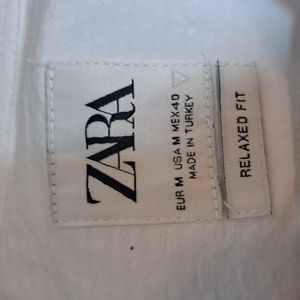 ZARA
EUR M USA M MEX 40
MADE IN TURKEY
RELAXED FIT